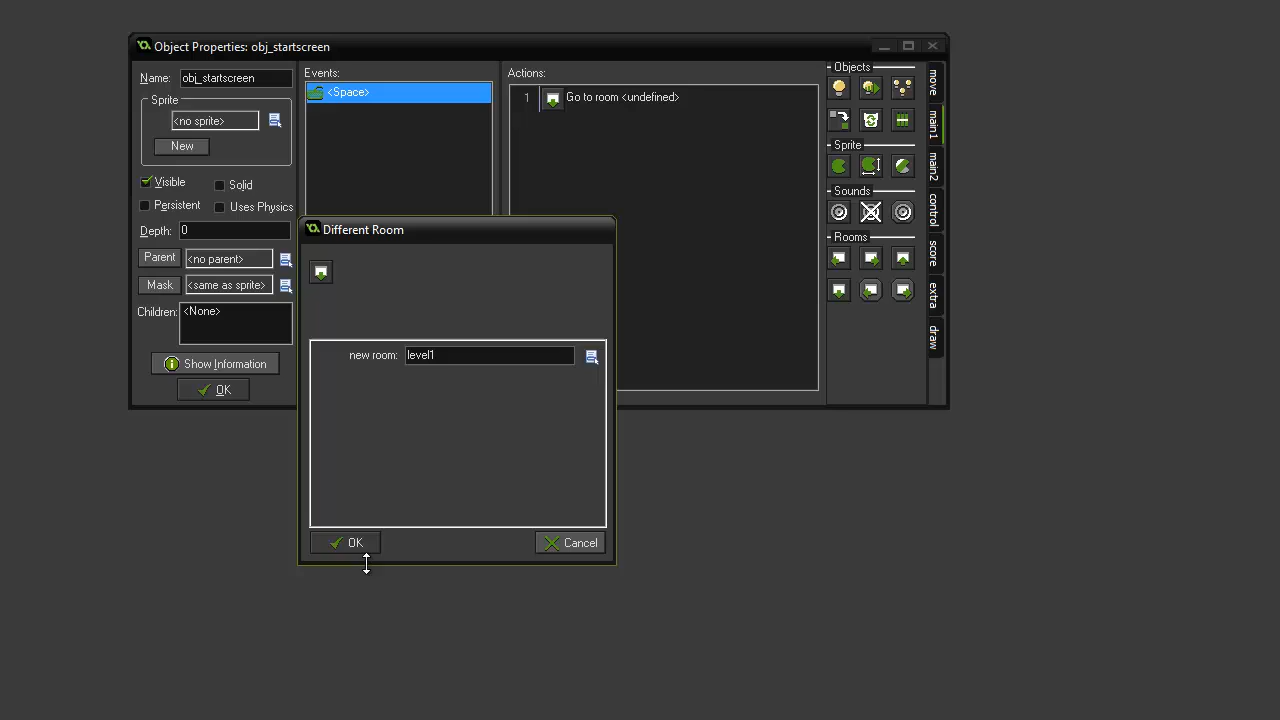 Object Properties: obj_startscreen
Name: obj_startscreen
Sprite
<no sprite>
New
Visible
Solid
Persistent
Uses Physics
Depth: 0
Parent <no parent>
Mask <same as sprite>
Children: <None>
Show Information
OK
Events:
<Space>
Actions:
1 Go to room <undefined>
Objects
Sprite
Sounds
Rooms
move
main1
main2
control
score
extra
draw
Different Room
new room: level1
OK
Cancel